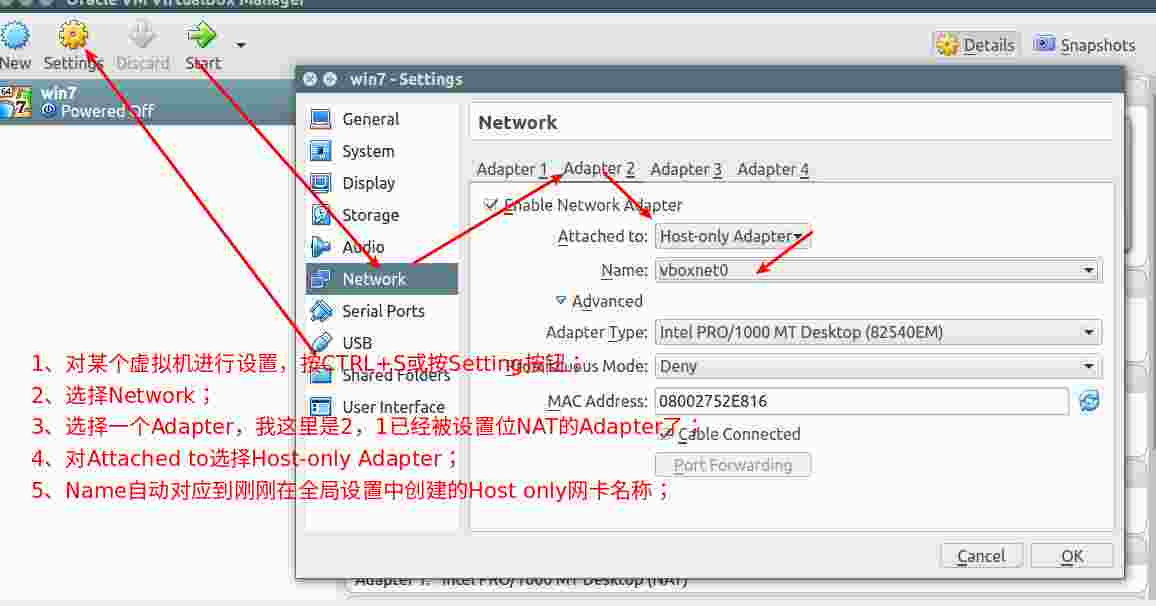 Oracle VM VirtualBox Manager
New Settings Discard Start
Details Snapshots
win7
Powered Off
64
7
win7 - Settings
General
System
Display
Storage
Audio
Network
Serial Ports
USB
Shared Folders
User Interface
Network
Adapter 1 Adapter 2 Adapter 3 Adapter 4
Enable Network Adapter
Attached to: Host-only Adapter
Name: vboxnet0
Advanced
Adapter Type: Intel PRO/1000 MT Desktop (82540EM)
Promiscuous Mode: Deny
MAC Address: 08002752E816
Cable Connected
Port Forwarding
Cancel OK
1、对某个虚拟机进行设置，按CTRL+S或按Setting按钮；
2、选择Network；
3、选择一个Adapter，我这里是2，1已经被设置位NAT的Adapter了；
4、对Attached to选择Host-only Adapter；
5、Name自动对应到刚刚在全局设置中创建的Host only网卡名称；
Adapter 1: Intel PRO/1000 MT Desktop (NAT)